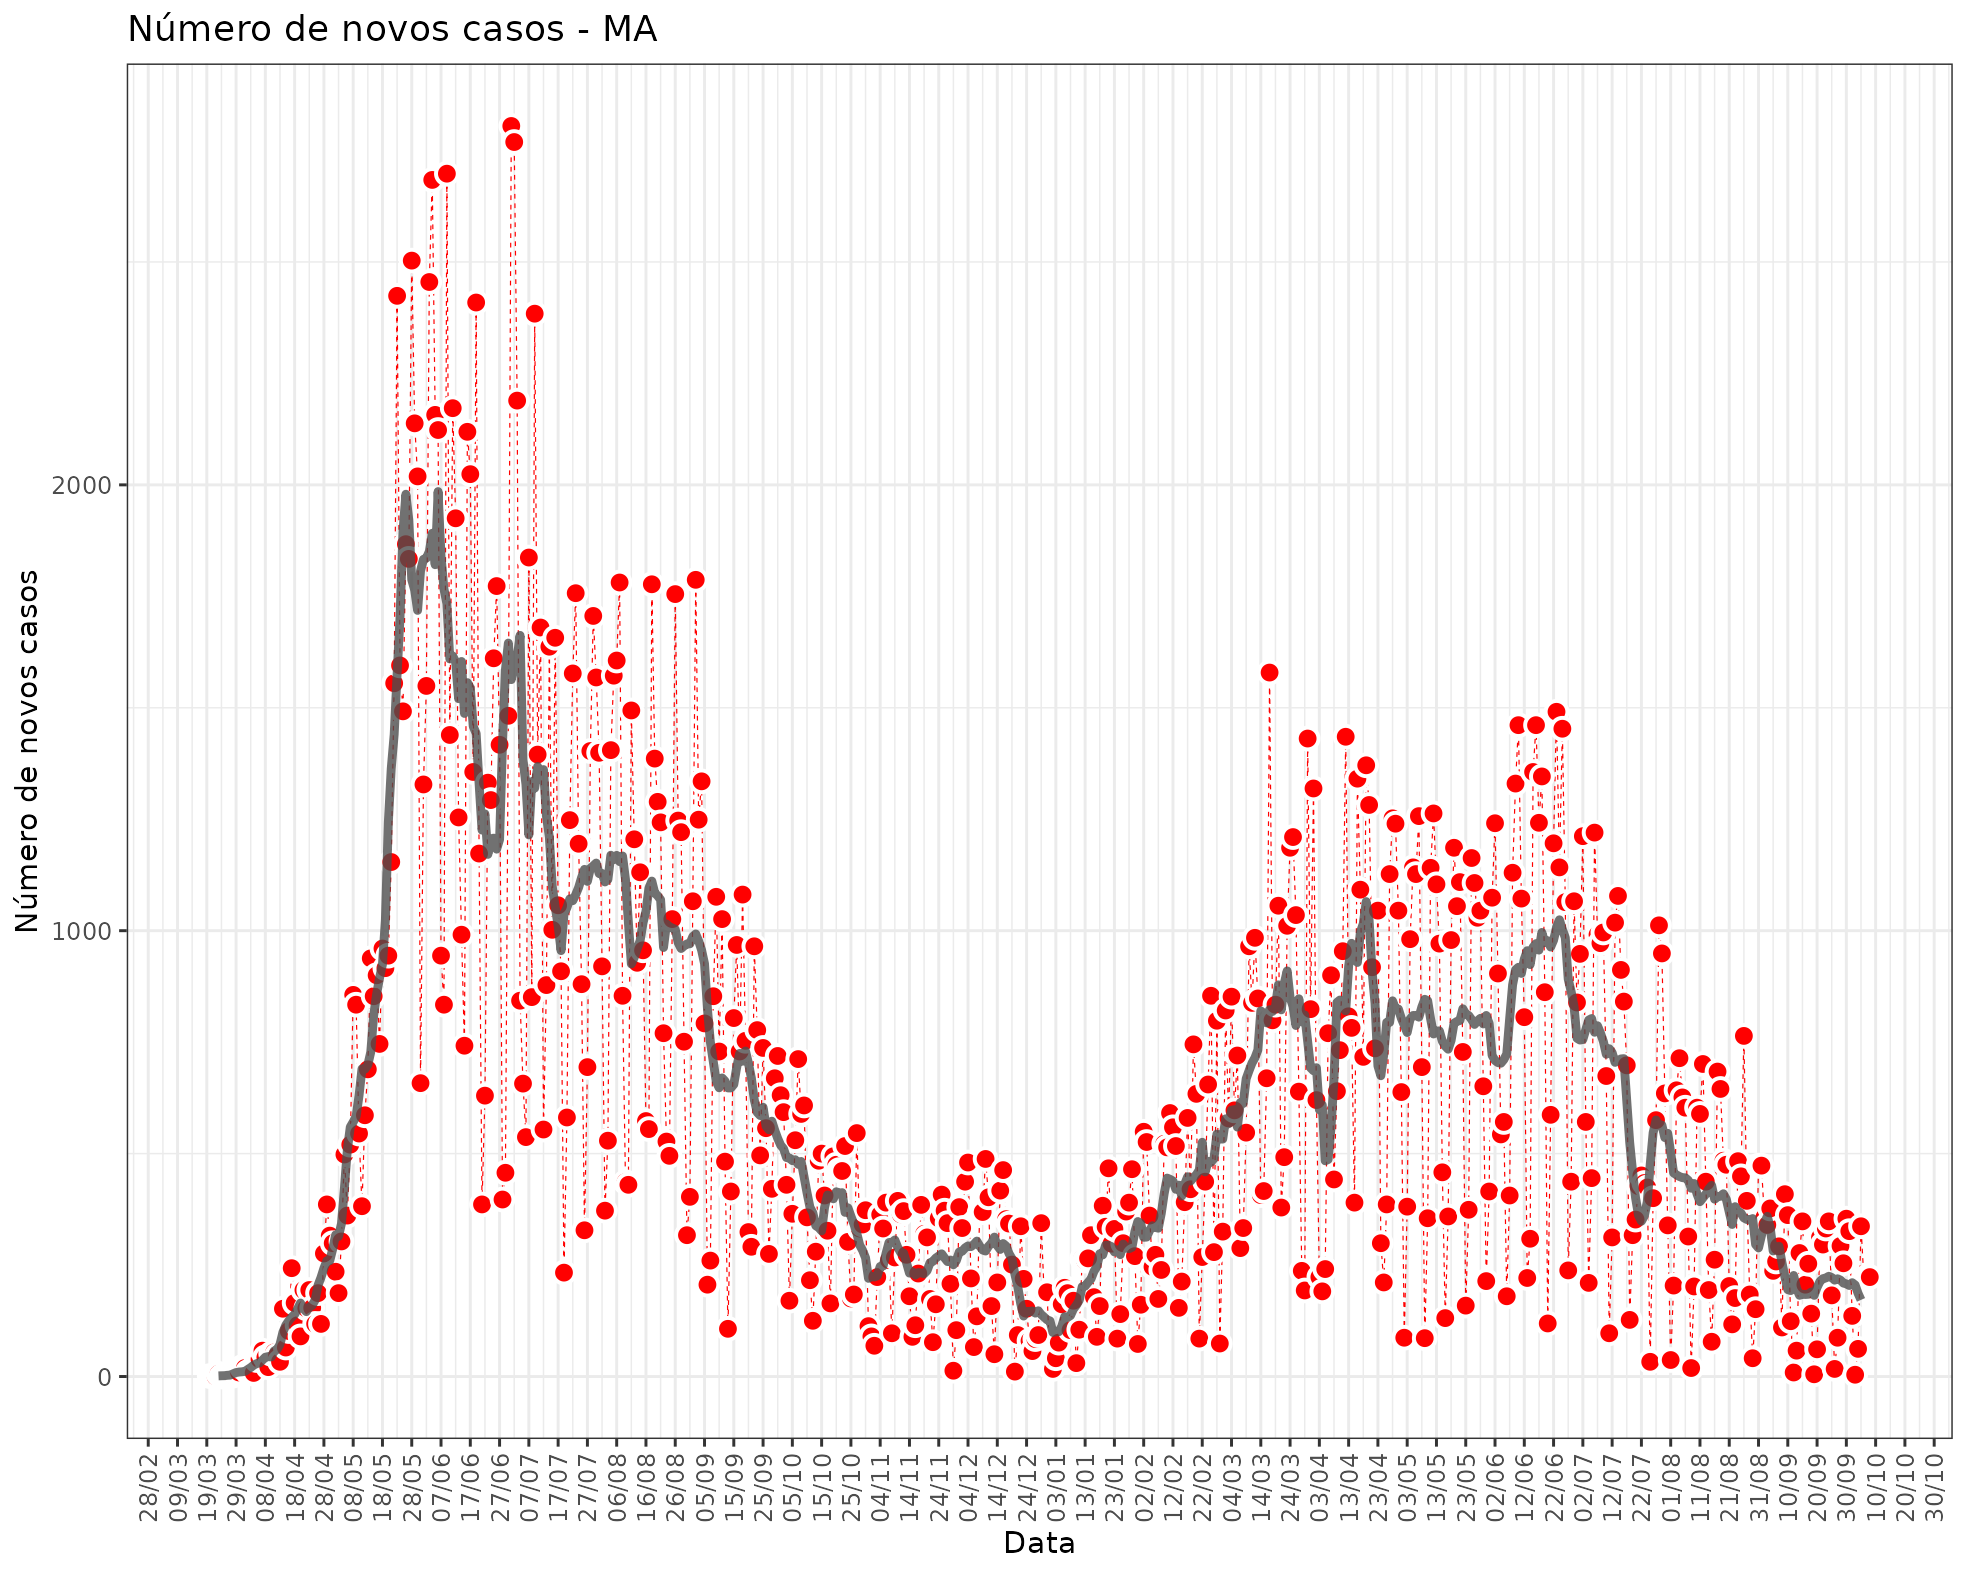 Número de novos casos - MA
Número de novos casos
2000
1000
0
28/02 09/03 19/03 29/03 08/04 18/04 28/04 08/05 18/05 28/05 07/06 17/06 27/06 07/07 17/07 27/07 06/08 16/08 26/08 05/09 15/09 25/09 05/10 15/10 25/10 04/11 14/11 24/11 04/12 14/12 24/12 03/01 13/01 23/01 02/02 12/02 22/02 04/03 14/03 24/03 03/04 13/04 23/04 03/05 13/05 23/05 02/06 12/06 22/06 02/07 12/07 22/07 01/08 11/08 21/08 31/08 10/09 20/09 30/09 10/10 20/10 30/10
Data